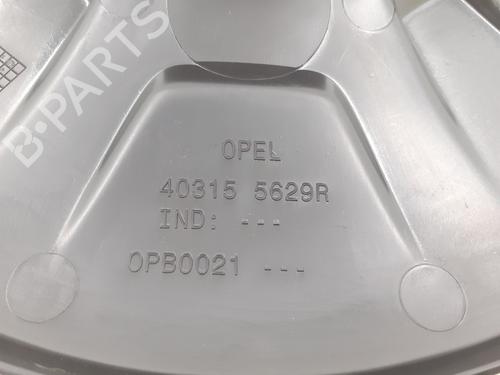 B-PARTS
OPEL
40315 5629R
IND: ---
OPB0021 ---